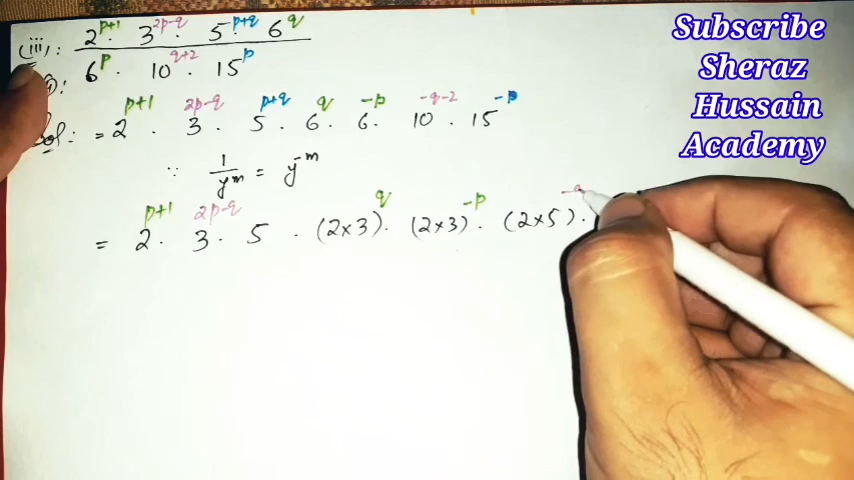 (iii): 2^{p+1} · 3^{2p-q} · 5^{p+q} · 6^{q}
6^{p} · 10^{q+2} · 15^{p}
Sol: = 2^{p+1} · 3^{2p-q} · 5^{p+q} · 6^{q} · 6^{-p} · 10^{-q-2} · 15^{-p}
∵ 1/y^{m} = y^{-m}
= 2^{p+1} · 3^{2p-q} · 5 · (2×3)^{q} · (2×3)^{-p} · (2×5)^{-q} ·
Subscribe
Sheraz
Hussain
Academy